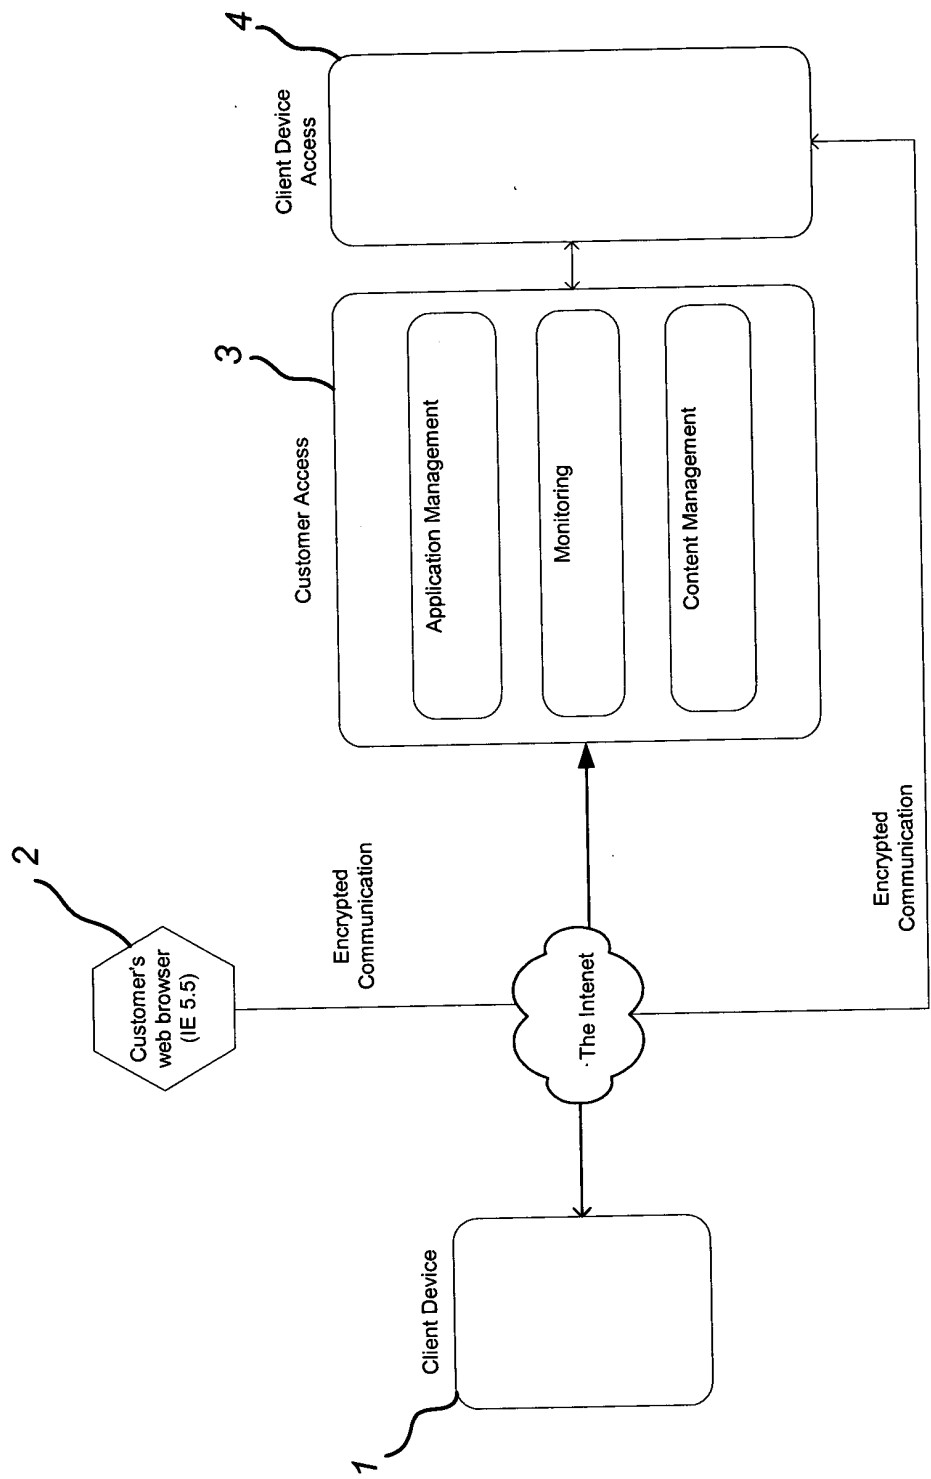 2
Customer's
web browser
(IE 5.5)
Encrypted
Communication
3
Customer Access
4
Client Device
Access
Application Management
Monitoring
Content Management
1
Client Device
The Internet
Encrypted
Communication